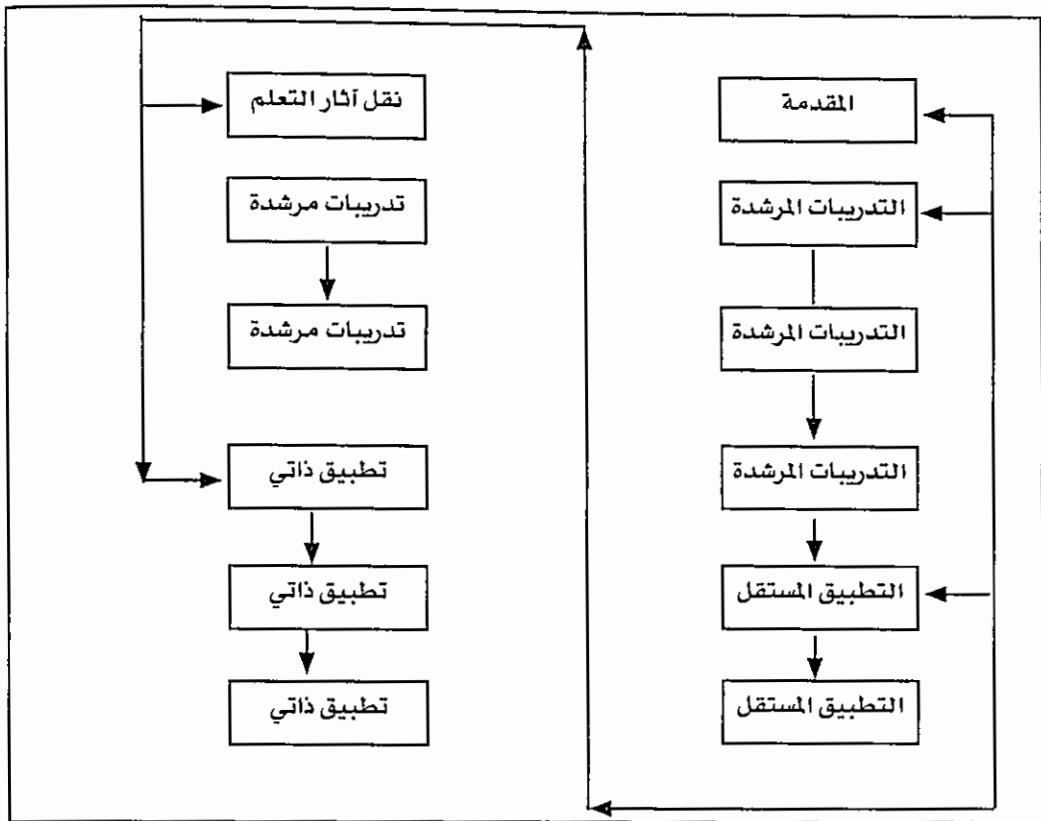 المقدمة
التدريبات المرشدة
التدريبات المرشدة
التدريبات المرشدة
التطبيق المستقل
التطبيق المستقل
نقل آثار التعلم
تدريبات مرشدة
تدريبات مرشدة
تطبيق ذاتي
تطبيق ذاتي
تطبيق ذاتي